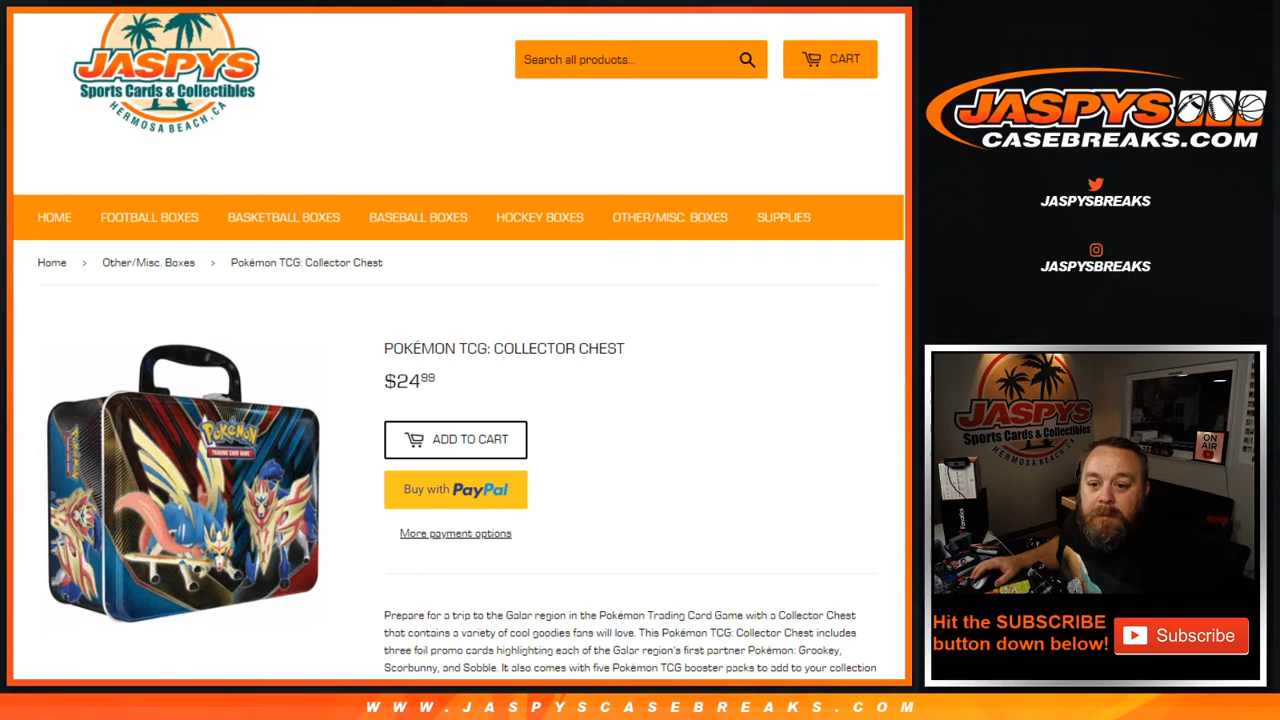 JASPYS
Sports Cards & Collectibles
HERMOSA BEACH, CA
Search all products...
CART
HOME
FOOTBALL BOXES
BASKETBALL BOXES
BASEBALL BOXES
HOCKEY BOXES
OTHER/MISC. BOXES
SUPPLIES
Home › Other/Misc. Boxes › Pokémon TCG: Collector Chest
POKÉMON TCG: COLLECTOR CHEST
$24.99
ADD TO CART
Buy with PayPal
More payment options
Prepare for a trip to the Galar region in the Pokémon Trading Card Game with a Collector Chest
that contains a variety of cool goodies fans will love. This Pokémon TCG: Collector Chest includes
three foil promo cards highlighting each of the Galar region's first partner Pokémon: Grookey,
Scorbunny, and Sobble. It also comes with five Pokémon TCG booster packs to add to your collection
POKÉMON
TRADING CARD GAME
JASPYS
CASEBREAKS.COM
JASPYSBREAKS
JASPYSBREAKS
JASPYS
Sports Cards & Collectibles
HERMOSA BEACH, CA
ON
AIR
Fanatics
Hit the SUBSCRIBE
button down below!
Subscribe
WWW.JASPYSCASEBREAKS.COM